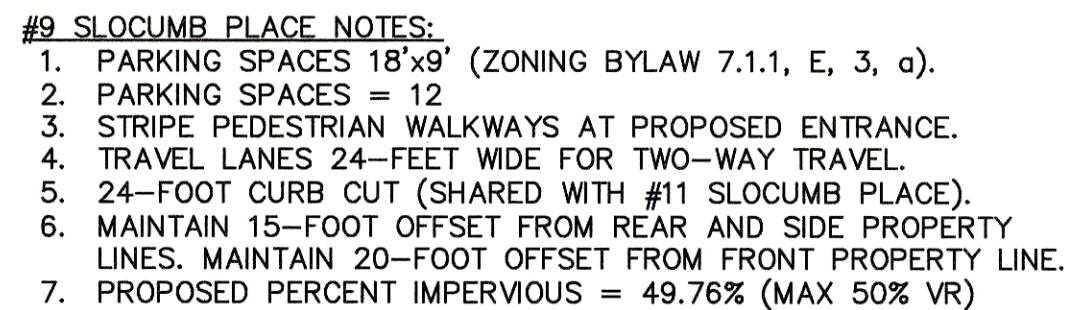 #9 SLOCUMB PLACE NOTES:
1. PARKING SPACES 18'x9' (ZONING BYLAW 7.1.1, E, 3, a).
2. PARKING SPACES = 12
3. STRIPE PEDESTRIAN WALKWAYS AT PROPOSED ENTRANCE.
4. TRAVEL LANES 24-FEET WIDE FOR TWO-WAY TRAVEL.
5. 24-FOOT CURB CUT (SHARED WITH #11 SLOCUMB PLACE).
6. MAINTAIN 15-FOOT OFFSET FROM REAR AND SIDE PROPERTY
LINES. MAINTAIN 20-FOOT OFFSET FROM FRONT PROPERTY LINE.
7. PROPOSED PERCENT IMPERVIOUS = 49.76% (MAX 50% VR)